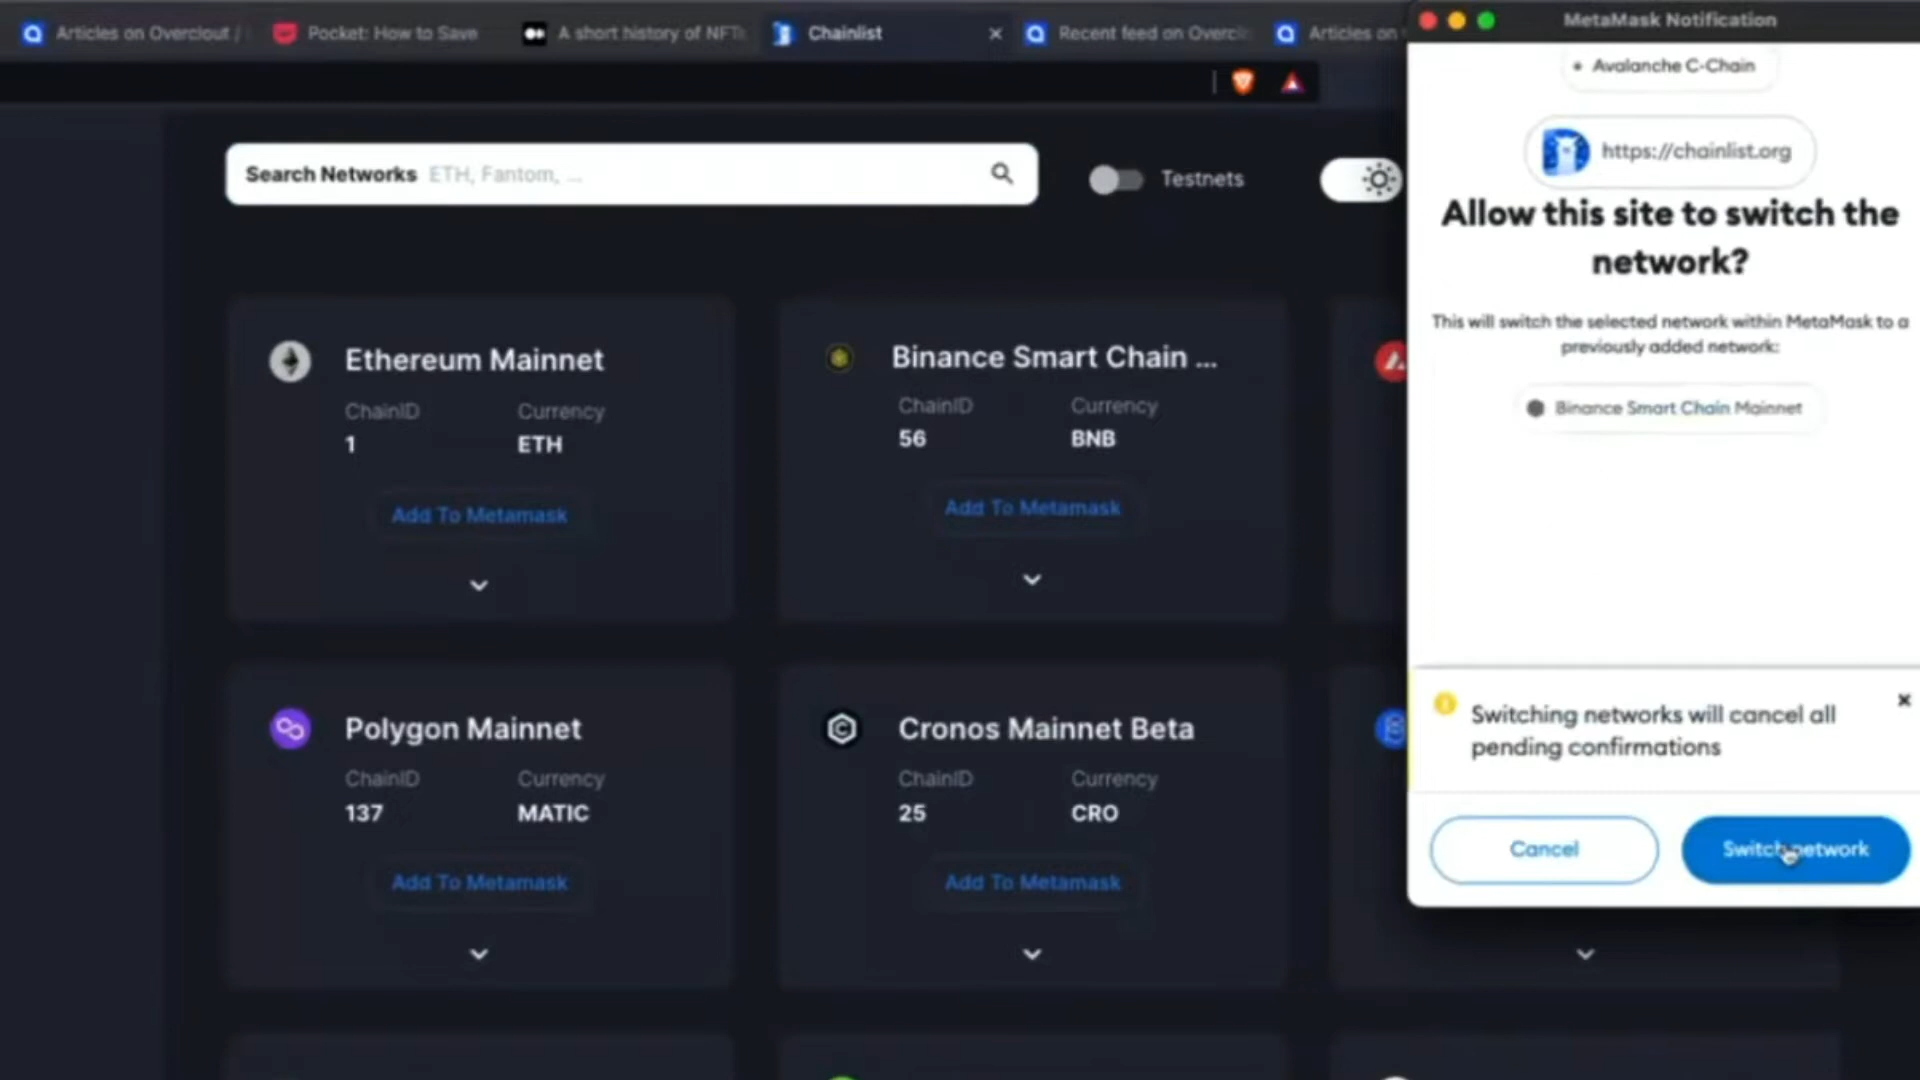 Articles on Overclout /
Pocket: How to Save
A short history of NFTs
Chainlist
Recent feed on Overcl
Articles on
Search Networks ETH, Fantom, ...
Testnets
Ethereum Mainnet
ChainID Currency
1 ETH
Add To Metamask
Binance Smart Chain ...
ChainID Currency
56 BNB
Add To Metamask
Polygon Mainnet
ChainID Currency
137 MATIC
Add To Metamask
Cronos Mainnet Beta
ChainID Currency
25 CRO
Add To Metamask
MetaMask Notification
Avalanche C-Chain
https://chainlist.org
Allow this site to switch the
network?
This will switch the selected network within MetaMask to a
previously added network:
Binance Smart Chain Mainnet
Switching networks will cancel all
pending confirmations
Cancel
Switch network